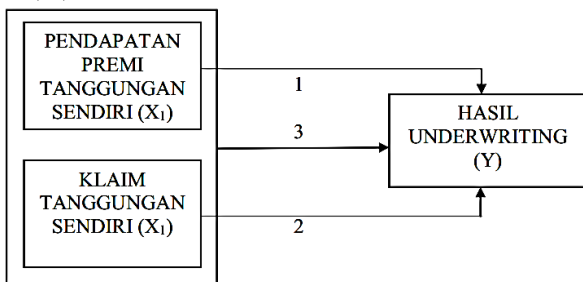 PENDAPATAN
PREMI
TANGGUNGAN
SENDIRI (X₁)
1
HASIL
UNDERWRITING
(Y)
3
KLAIM
TANGGUNGAN
SENDIRI (X₁)
2